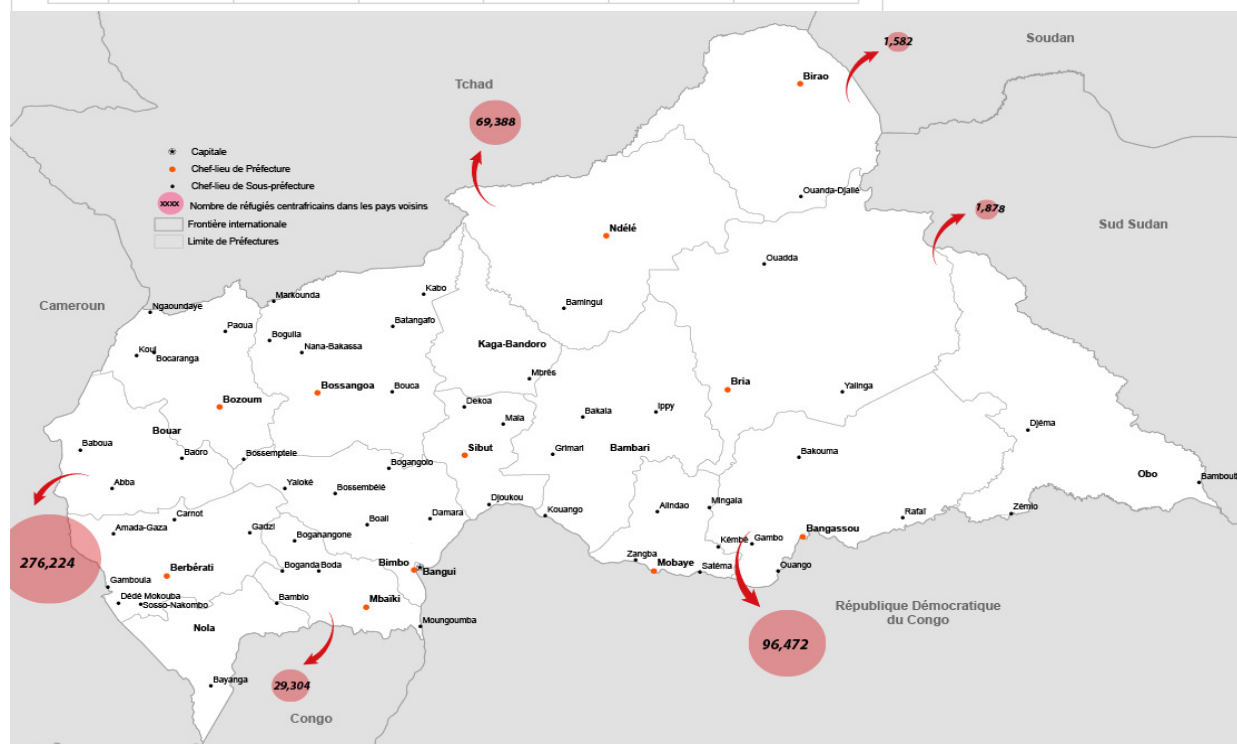 Soudan
1,582
Birao
Tchad
69,388
Capitale
Chef-lieu de Préfecture
Chef-lieu de Sous-préfecture
xxxx Nombre de réfugiés centrafricains dans les pays voisins
Frontière internationale
Limite de Préfectures
Ouanda-Djallé
1,878
Sud Sudan
Ndélé
Ouadda
Cameroun
Ngaoundaye
Markounda
Kabo
Bamingui
Paoua
Batangafo
Boguila
Nana-Bakassa
Kaga-Bandoro
Koui
Bocaranga
Mbrès
Bossangoa
Bouca
Bria
Yalinga
Bozoum
Dekoa
Mala
Bakala
Ippy
Bouar
Djéma
Baboua
Baoro
Bossemptele
Sibut
Grimari
Bambari
Bakouma
Bogangolo
Obo
Bambouti
Abba
Yaloké
Bossembélé
Djoukou
Kouango
Alindao
Mingala
Zémio
Rafaï
Carnot
Amada-Gaza
Gadzi
Boali
Damara
Boganangone
Bangassou
Kémbé
Gambo
276,224
Zangba
Mobaye
Satéma
Ouango
Berbérati
Boganda
Boda
Bimbo
Bangui
Gamboula
Dédé Mokouba
Sosso-Nakombo
Bambio
Mbaïki
Moungoumba
République Démocratique
du Congo
Nola
96,472
Bayanga
29,304
Congo